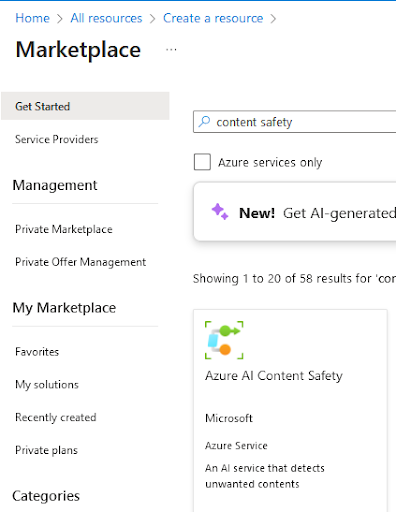 Home > All resources > Create a resource >
Marketplace ...
Get Started
Service Providers
Management
Private Marketplace
Private Offer Management
My Marketplace
Favorites
My solutions
Recently created
Private plans
Categories
content safety
Azure services only
New! Get AI-generated
Showing 1 to 20 of 58 results for 'cor
Azure AI Content Safety
Microsoft
Azure Service
An AI service that detects
unwanted contents